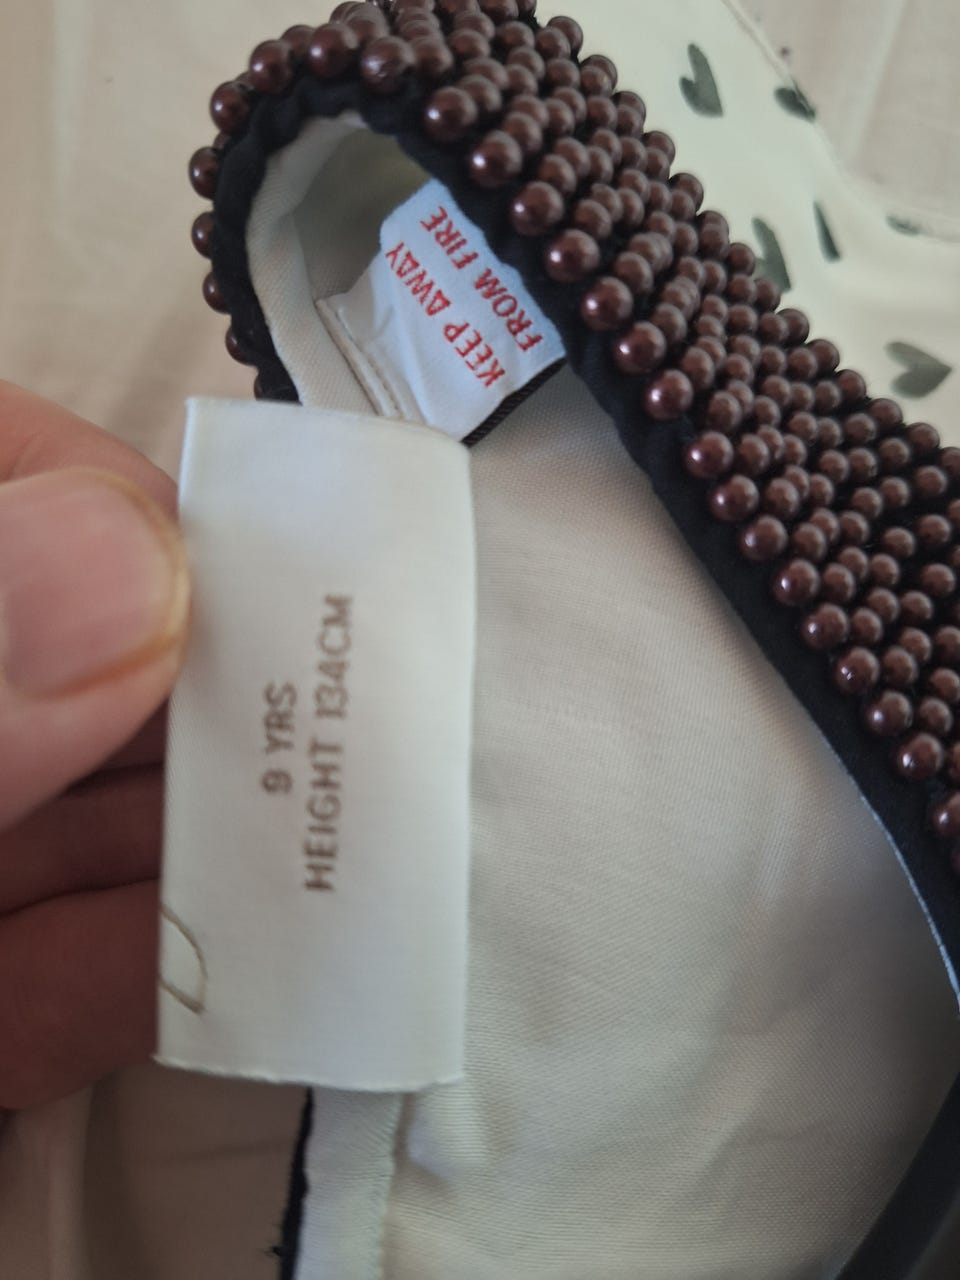 KEEP AWAY
FROM FIRE
9 YRS
HEIGHT 134CM